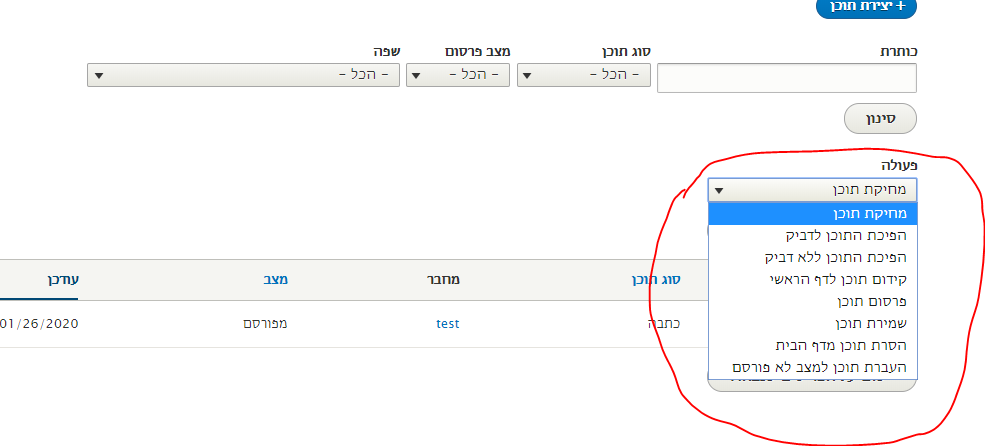 + יצירת תוכן
כותרת
סוג תוכן
מצב פרסום
שפה
- הכל -
- הכל -
- הכל -
סינון
פעולה
מחיקת תוכן
מחיקת תוכן
הפיכת התוכן לדביק
הפיכת התוכן ללא דביק
קידום תוכן לדף הראשי
פרסום תוכן
שמירת תוכן
הסרת תוכן מדף הבית
העברת תוכן למצב לא פורסם
סוג תוכן
מחבר
מצב
עודכן
כתבה
test
מפורסם
01/26/2020